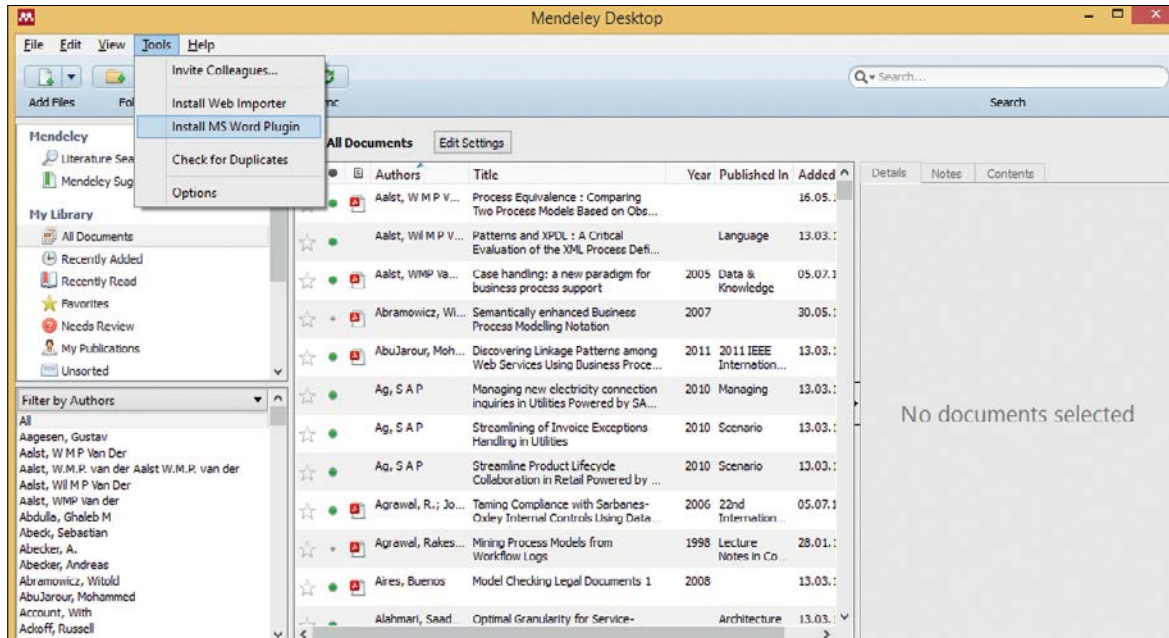 Mendeley Desktop
File Edit View Tools Help
Invite Colleagues...
Install Web Importer
Install MS Word Plugin
Check for Duplicates
Options
Add Files
Search...
Search
Mendeley
Literature Sea
Mendeley Sug
My Library
All Documents
Recently Added
Recently Read
Favorites
Needs Review
My Publications
Unsorted
Filter by Authors
All
Aagesen, Gustav
Aalst, W M P Van Der
Aalst, W.M.P. van der Aalst W.M.P. van der
Aalst, Wil M P Van Der
Aalst, WMP Van der
Abdulla, Ghaleb M
Abeck, Sebastian
Abecker, A.
Abecker, Andreas
Abramowicz, Witold
AbuJarour, Mohammed
Account, With
Ackoff, Russell
All Documents Edit Settings
Authors Title Year Published In Added
Aalst, W M P V... Process Equivalence : Comparing 16.05.
Two Process Models Based on Obs...
Aalst, Wil M P V... Patterns and XPDL : A Critical Language 13.03.
Evaluation of the XML Process Defi...
Aalst, WMP Va... Case handling: a new paradigm for 2005 Data & 05.07.1
business process support Knowledge
Abramowicz, Wi... Semantically enhanced Business 2007 30.05.
Process Modelling Notation
AbuJarour, Moh... Discovering Linkage Patterns among 2011 2011 IEEE 13.03.
Web Services Using Business Proce... Internation...
Ag, S A P Managing new electricity connection 2010 Managing 13.03.
inquiries in Utilities Powered by SA...
Ag, S A P Streamlining of Invoice Exceptions 2010 Scenario 13.03.
Handling in Utilities
Ag, S A P Streamline Product Lifecycle 2010 Scenario 13.03.
Collaboration in Retail Powered by ...
Agrawal, R.; Jo... Taming Compliance with Sarbanes- 2006 22nd 05.07.1
Oxley Internal Controls Using Data... Internation...
Agrawal, Rakes... Mining Process Models from 1998 Lecture 28.01.
Workflow Logs Notes in Co...
Aires, Buenos Model Checking Legal Documents 1 2008 13.03.
Alahmari, Saad... Optimal Granularity for Service- Architecture 13.03.
Details Notes Contents
No documents selected